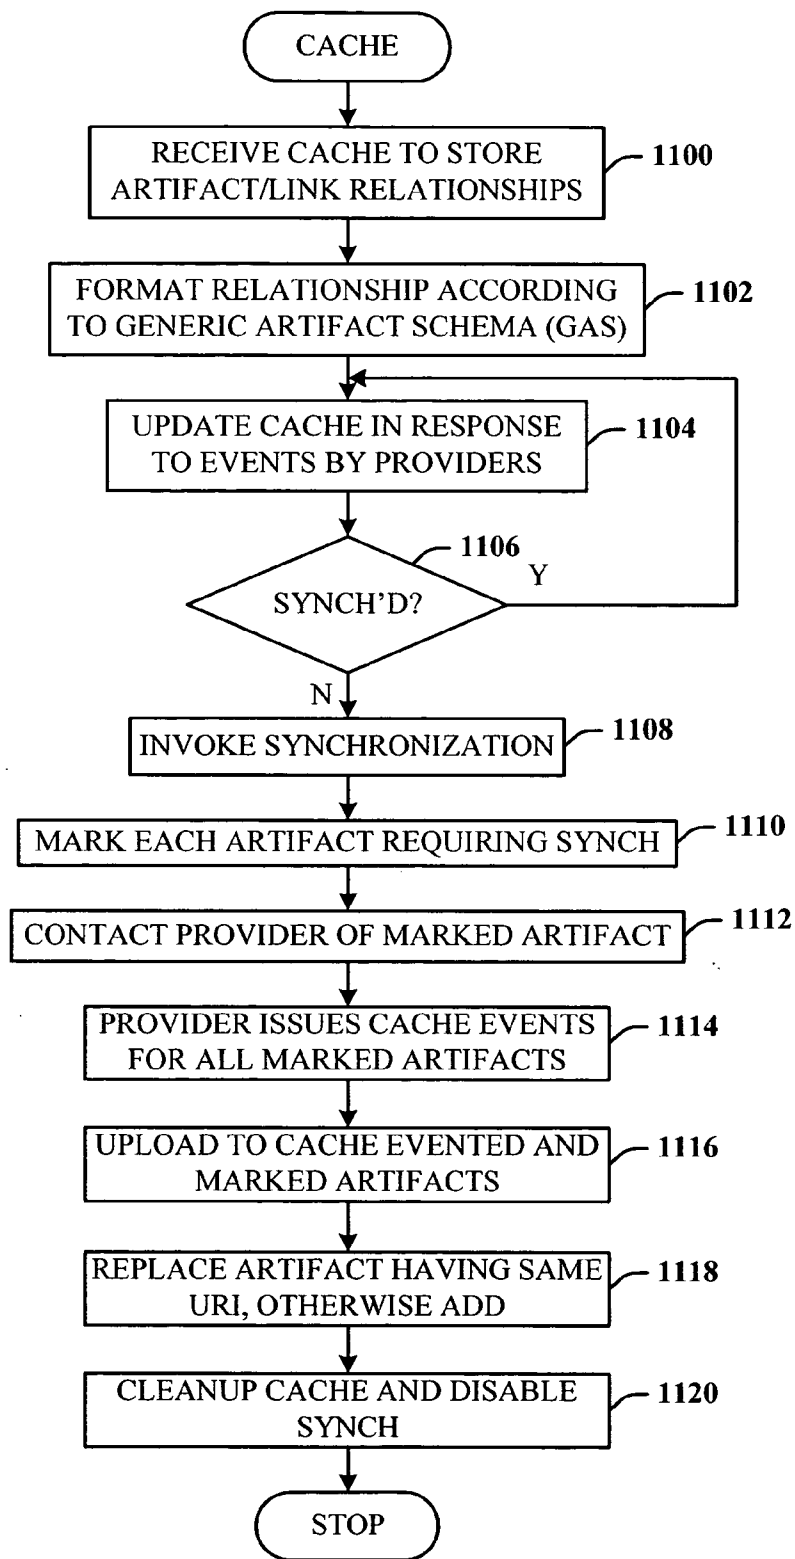 CACHE
RECEIVE CACHE TO STORE
ARTIFACT/LINK RELATIONSHIPS
1100
FORMAT RELATIONSHIP ACCORDING
TO GENERIC ARTIFACT SCHEMA (GAS)
1102
UPDATE CACHE IN RESPONSE
TO EVENTS BY PROVIDERS
1104
1106
SYNCH'D?
Y
N
INVOKE SYNCHRONIZATION
1108
MARK EACH ARTIFACT REQUIRING SYNCH
1110
CONTACT PROVIDER OF MARKED ARTIFACT
1112
PROVIDER ISSUES CACHE EVENTS
FOR ALL MARKED ARTIFACTS
1114
UPLOAD TO CACHE EVENTED AND
MARKED ARTIFACTS
1116
REPLACE ARTIFACT HAVING SAME
URI, OTHERWISE ADD
1118
CLEANUP CACHE AND DISABLE
SYNCH
1120
STOP